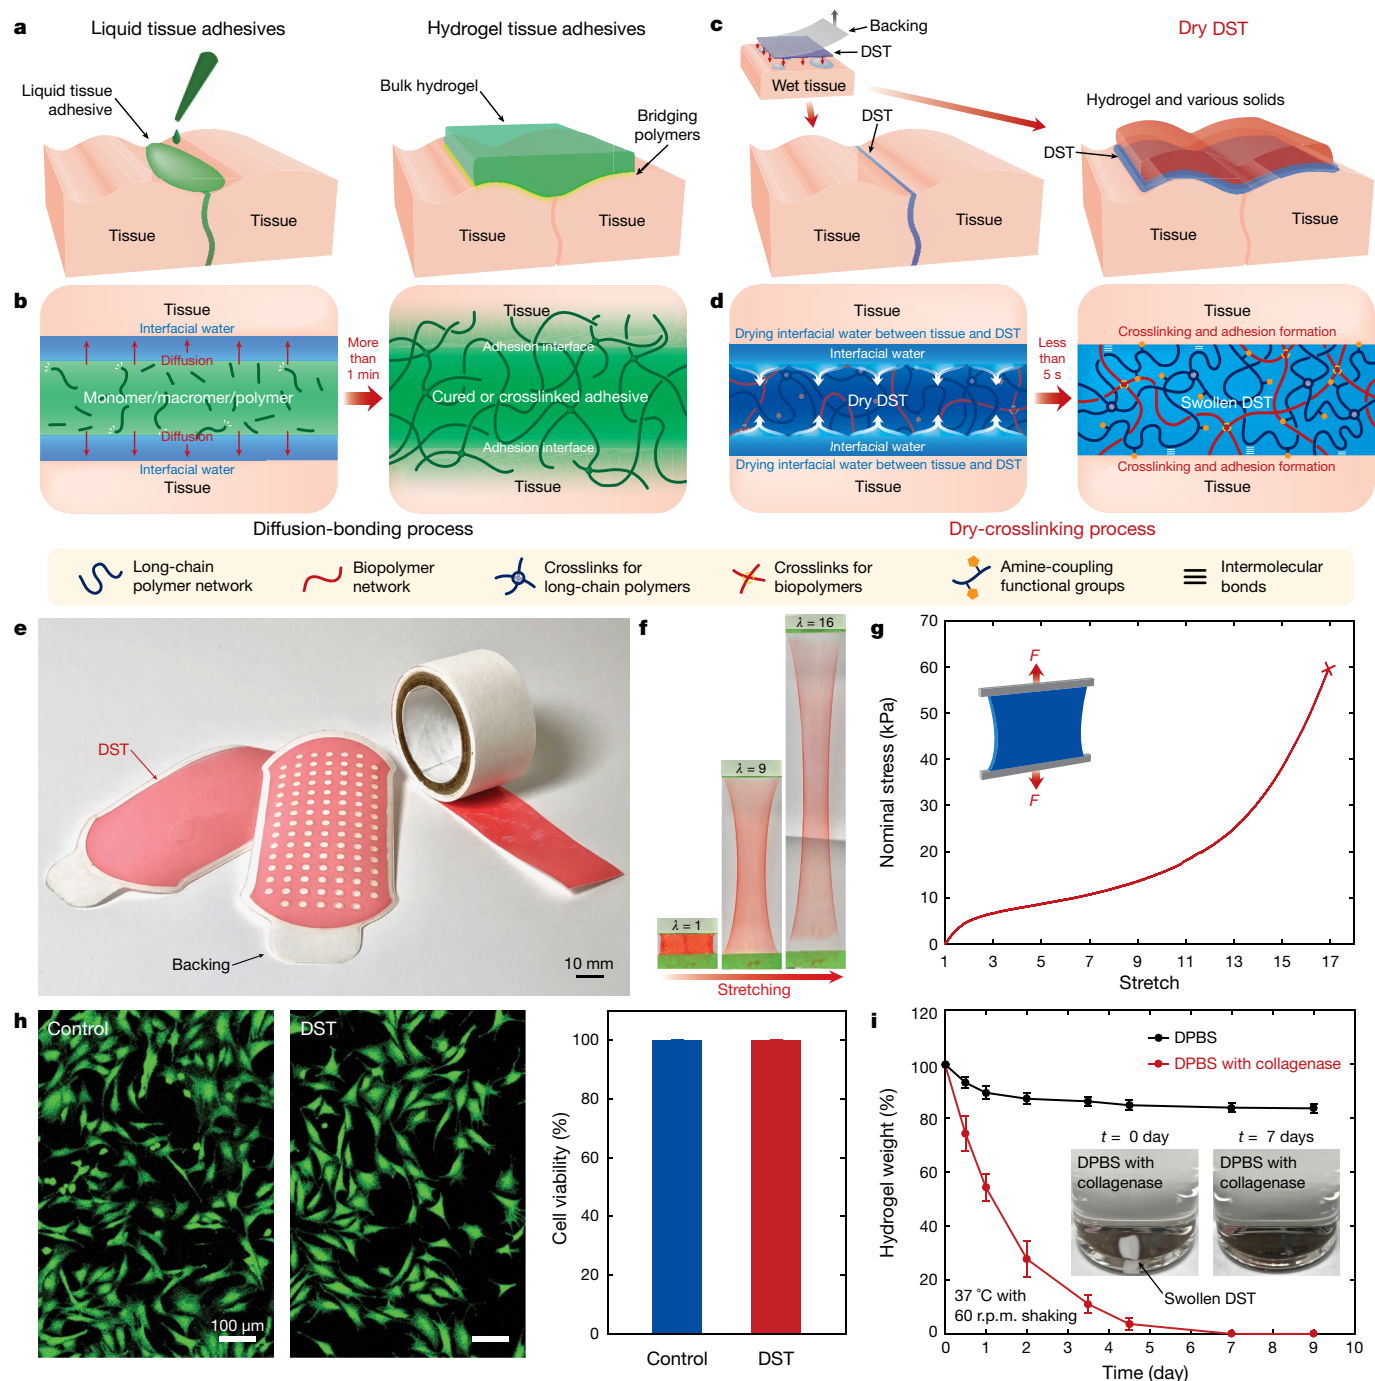 a
Liquid tissue adhesives
Hydrogel tissue adhesives
Liquid tissue
adhesive
Bulk hydrogel
Bridging
polymers
Tissue
Tissue
Tissue
Tissue
c
Backing
DST
Wet tissue
Dry DST
DST
Hydrogel and various solids
DST
Tissue
Tissue
Tissue
Tissue
b
Tissue
Interfacial water
Diffusion
Monomer/macromer/polymer
Diffusion
Interfacial water
Tissue
More
than
1 min
Tissue
Adhesion interface
Cured or crosslinked adhesive
Adhesion interface
Tissue
Diffusion-bonding process
d
Tissue
Drying interfacial water between tissue and DST
Interfacial water
Dry DST
Interfacial water
Drying interfacial water between tissue and DST
Tissue
Less
than
5 s
Tissue
Crosslinking and adhesion formation
Swollen DST
Crosslinking and adhesion formation
Tissue
Dry-crosslinking process
Long-chain
polymer network
Biopolymer
network
Crosslinks for
long-chain polymers
Crosslinks for
biopolymers
Amine-coupling
functional groups
Intermolecular
bonds
e
DST
Backing
10 mm
f
λ = 1
λ = 9
λ = 16
Stretching
g
Nominal stress (kPa)
70
60
50
40
30
20
10
0
F
F
1 3 5 7 9 11 13 15 17
Stretch
h
Control
100 μm
DST
Cell viability (%)
100
80
60
40
20
0
Control DST
i
Hydrogel weight (%)
120
100
80
60
40
20
0
DPBS
DPBS with collagenase
t = 0 day
t = 7 days
DPBS with
collagenase
DPBS with
collagenase
Swollen DST
37 °C with
60 r.p.m. shaking
0 1 2 3 4 5 6 7 8 9 10
Time (day)